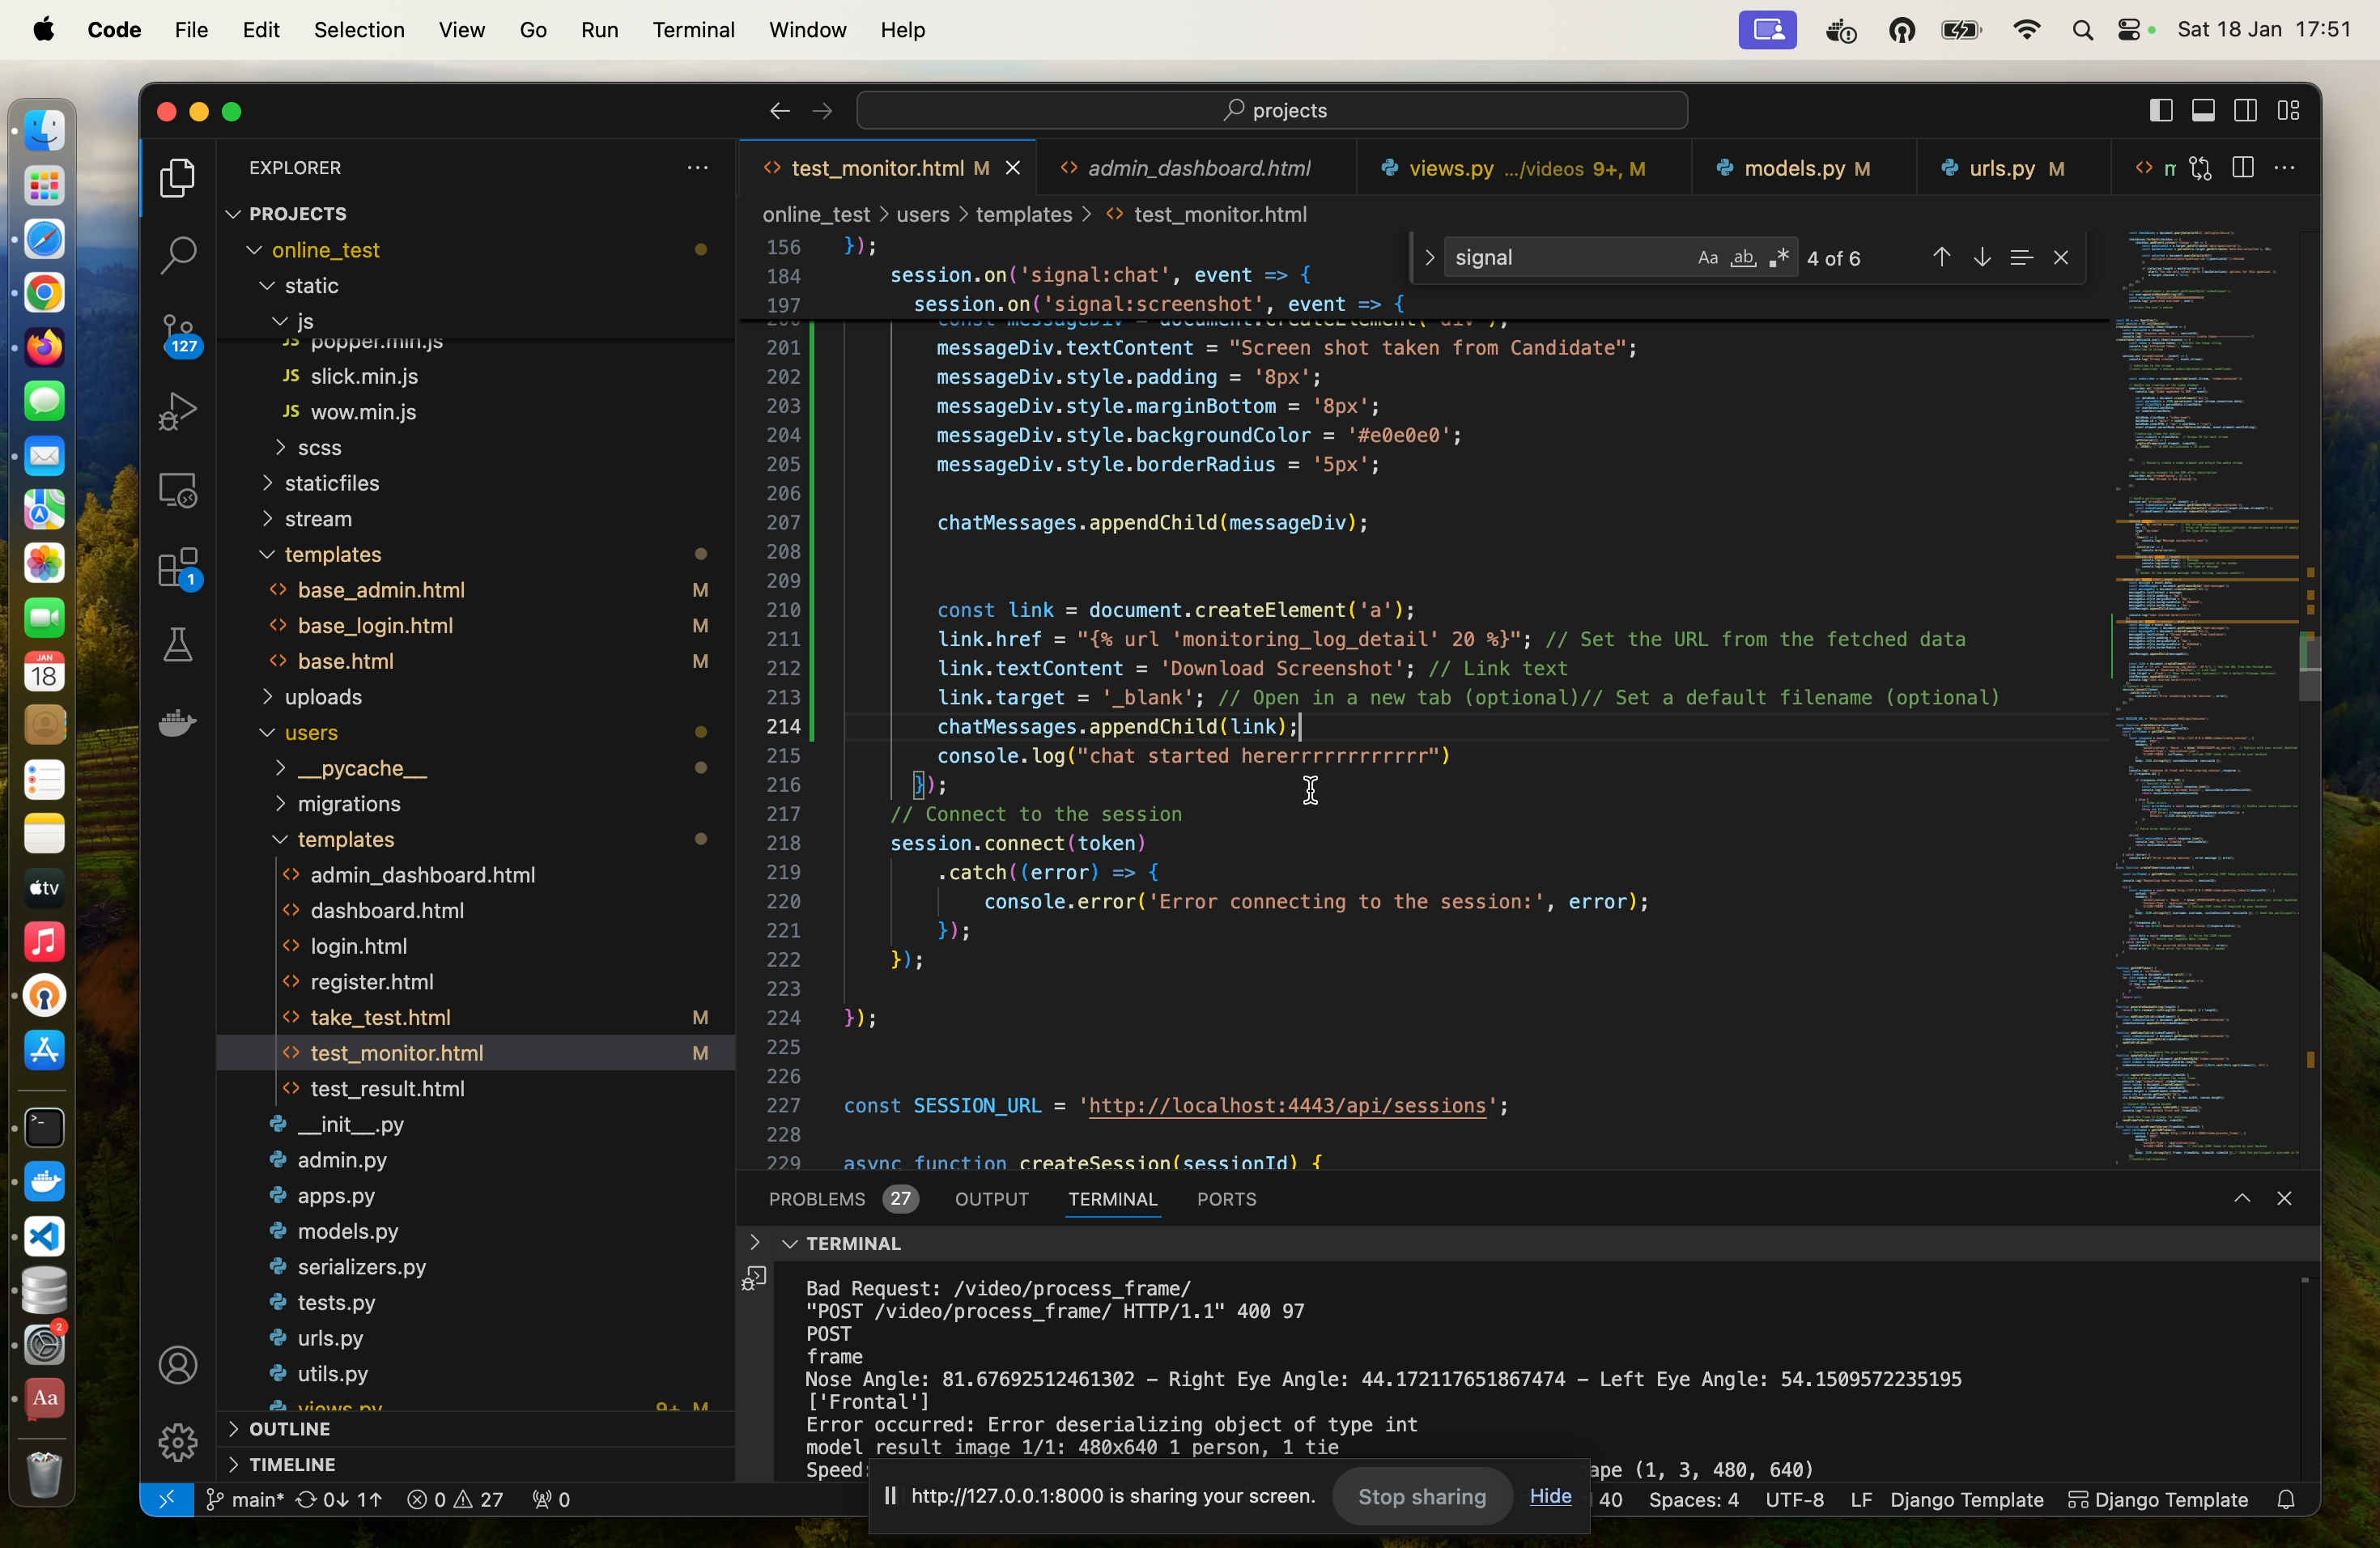 Code File Edit Selection View Go Run Terminal Window Help Sat 18 Jan 17:51
projects
EXPLORER
PROJECTS
online_test
static
js
popper.min.js
JS slick.min.js
JS wow.min.js
scss
staticfiles
stream
templates
base_admin.html M
base_login.html M
base.html M
uploads
users
__pycache__
migrations
templates
admin_dashboard.html
dashboard.html
login.html
register.html
take_test.html M
test_monitor.html M
test_result.html
__init__.py
admin.py
apps.py
models.py
serializers.py
tests.py
urls.py
utils.py
views.py 9+, M
OUTLINE
TIMELINE
127
1
JAN
18
tv
2
Aa
test_monitor.html M admin_dashboard.html views.py .../videos 9+, M models.py M urls.py M
online_test > users > templates > test_monitor.html
signal Aa ab 4 of 6
156 });
184 session.on('signal:chat', event => {
197 session.on('signal:screenshot', event => {
200 const messageDiv = document.createElement('div');
201 messageDiv.textContent = "Screen shot taken from Candidate";
202 messageDiv.style.padding = '8px';
203 messageDiv.style.marginBottom = '8px';
204 messageDiv.style.backgroundColor = '#e0e0e0';
205 messageDiv.style.borderRadius = '5px';
206
207 chatMessages.appendChild(messageDiv);
208
209
210 const link = document.createElement('a');
211 link.href = "{% url 'monitoring_log_detail' 20 %}"; // Set the URL from the fetched data
212 link.textContent = 'Download Screenshot'; // Link text
213 link.target = '_blank'; // Open in a new tab (optional)// Set a default filename (optional)
214 chatMessages.appendChild(link);
215 console.log("chat started hererrrrrrrrrrrr")
216 });
217 // Connect to the session
218 session.connect(token)
219 .catch((error) => {
220 console.error('Error connecting to the session:', error);
221 });
222 });
223
224 });
225
226
227 const SESSION_URL = 'http://localhost:4443/api/sessions';
228
229 async function createSession(sessionId) {
PROBLEMS 27 OUTPUT TERMINAL PORTS
TERMINAL
Bad Request: /video/process_frame/
"POST /video/process_frame/ HTTP/1.1" 400 97
POST
frame
Nose Angle: 81.67692512461302 – Right Eye Angle: 44.172117651867474 – Left Eye Angle: 54.1509572235195
['Frontal']
Error occurred: Error deserializing object of type int
model result image 1/1: 480x640 1 person, 1 tie
Speed: ape (1, 3, 480, 640)
http://127.0.0.1:8000 is sharing your screen. Stop sharing Hide
main* 0↓ 1↑ 0 27 0 40 Spaces: 4 UTF-8 LF Django Template Django Template